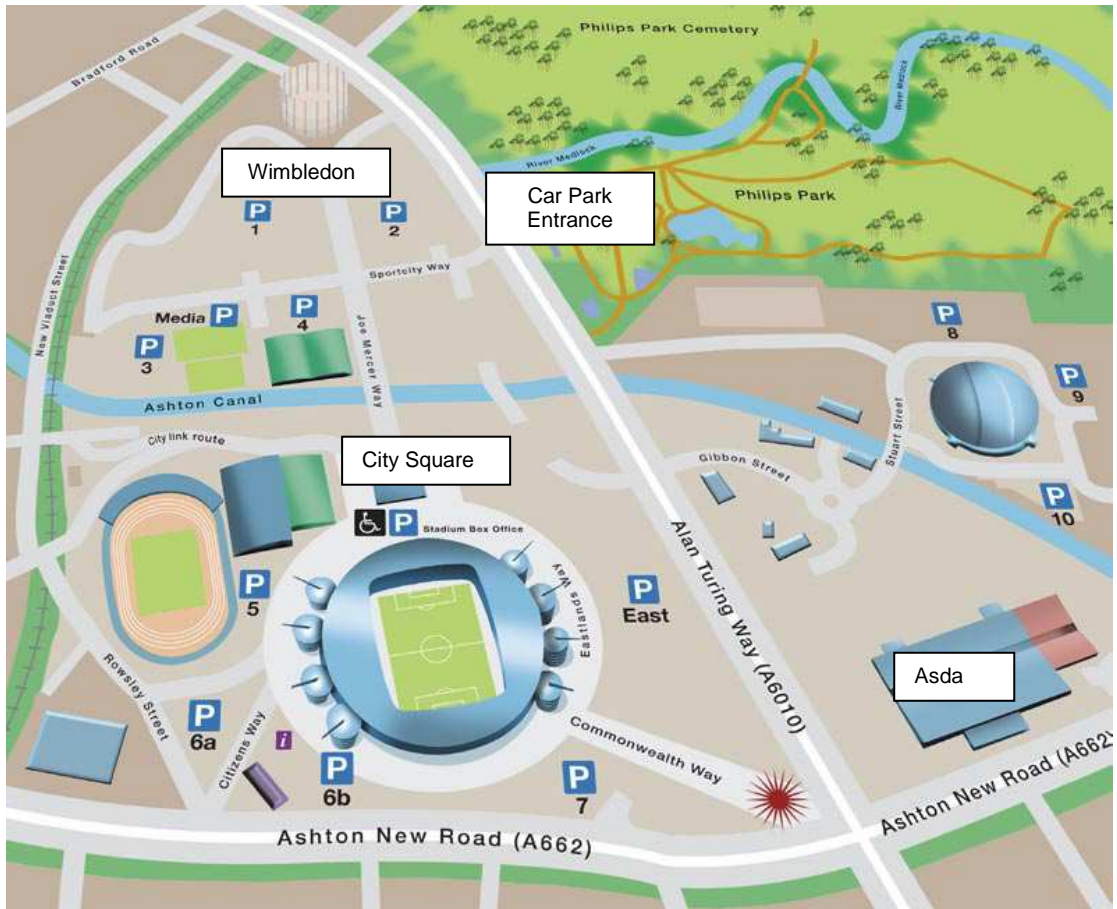 Philips Park Cemetery
Bradford Road
River Medlock
River Medlock
Wimbledon
Car Park
Entrance
Philips Park
P
1
P
2
Sportcity Way
New Viaduct Street
Media P
P
4
P
3
Joe Mercer Way
P
8
P
9
Ashton Canal
Stuart Street
City link route
City Square
Gibbon Street
P
10
P Stadium Box Office
Alan Turing Way (A6010)
P
5
Eastlands Way
P
East
Rowsley Street
Asda
P
6a
Citizens Way
i
P
6b
P
7
Commonwealth Way
Ashton New Road (A662)
Ashton New Road (A662)